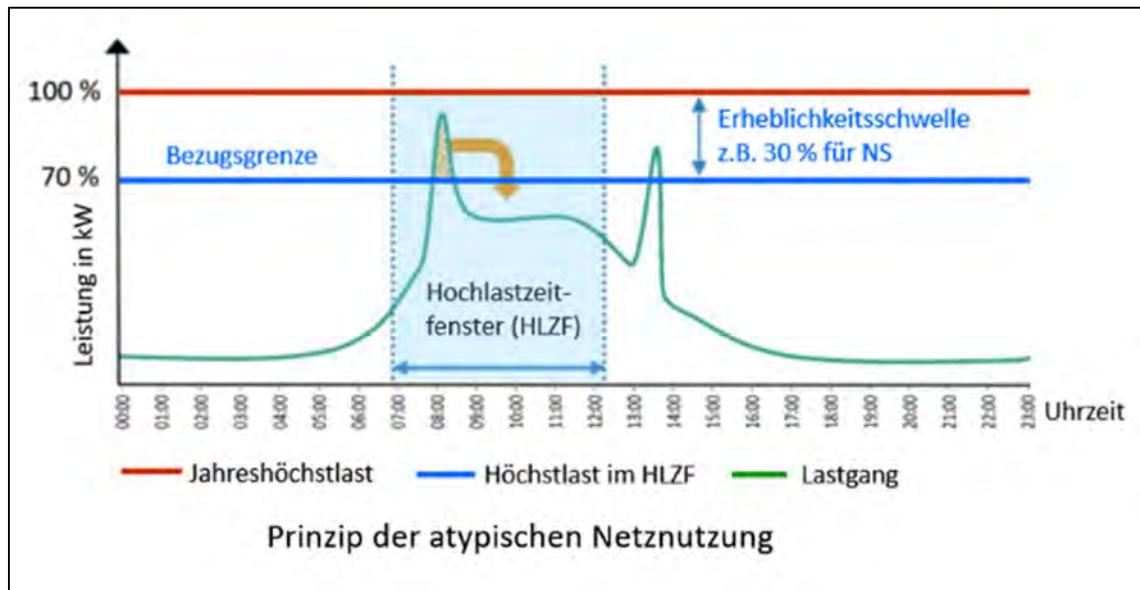 100 %
Erheblichkeitsschwelle
z.B. 30 % für NS
Bezugsgrenze
70 %
Leistung in kW
Hochlastzeit-
fenster (HLZF)
00:00 01:00 02:00 03:00 04:00 05:00 06:00 07:00 08:00 09:00 10:00 11:00 12:00 13:00 14:00 15:00 16:00 17:00 18:00 19:00 20:00 21:00 22:00 23:00
Uhrzeit
Jahreshöchstlast Höchstlast im HLZF Lastgang
Prinzip der atypischen Netznutzung